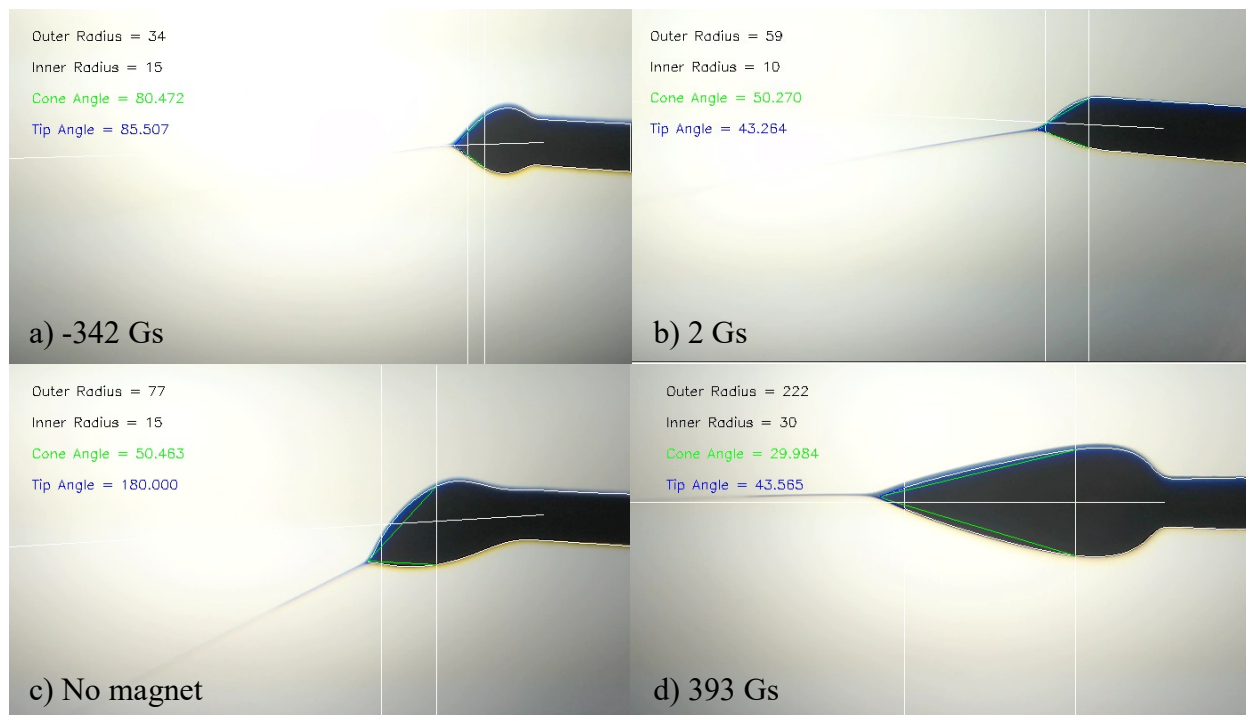 Outer Radius = 34
Inner Radius = 15
Cone Angle = 80.472
Tip Angle = 85.507
a) -342 Gs
Outer Radius = 59
Inner Radius = 10
Cone Angle = 50.270
Tip Angle = 43.264
b) 2 Gs
Outer Radius = 77
Inner Radius = 15
Cone Angle = 50.463
Tip Angle = 180.000
c) No magnet
Outer Radius = 222
Inner Radius = 30
Cone Angle = 29.984
Tip Angle = 43.565
d) 393 Gs